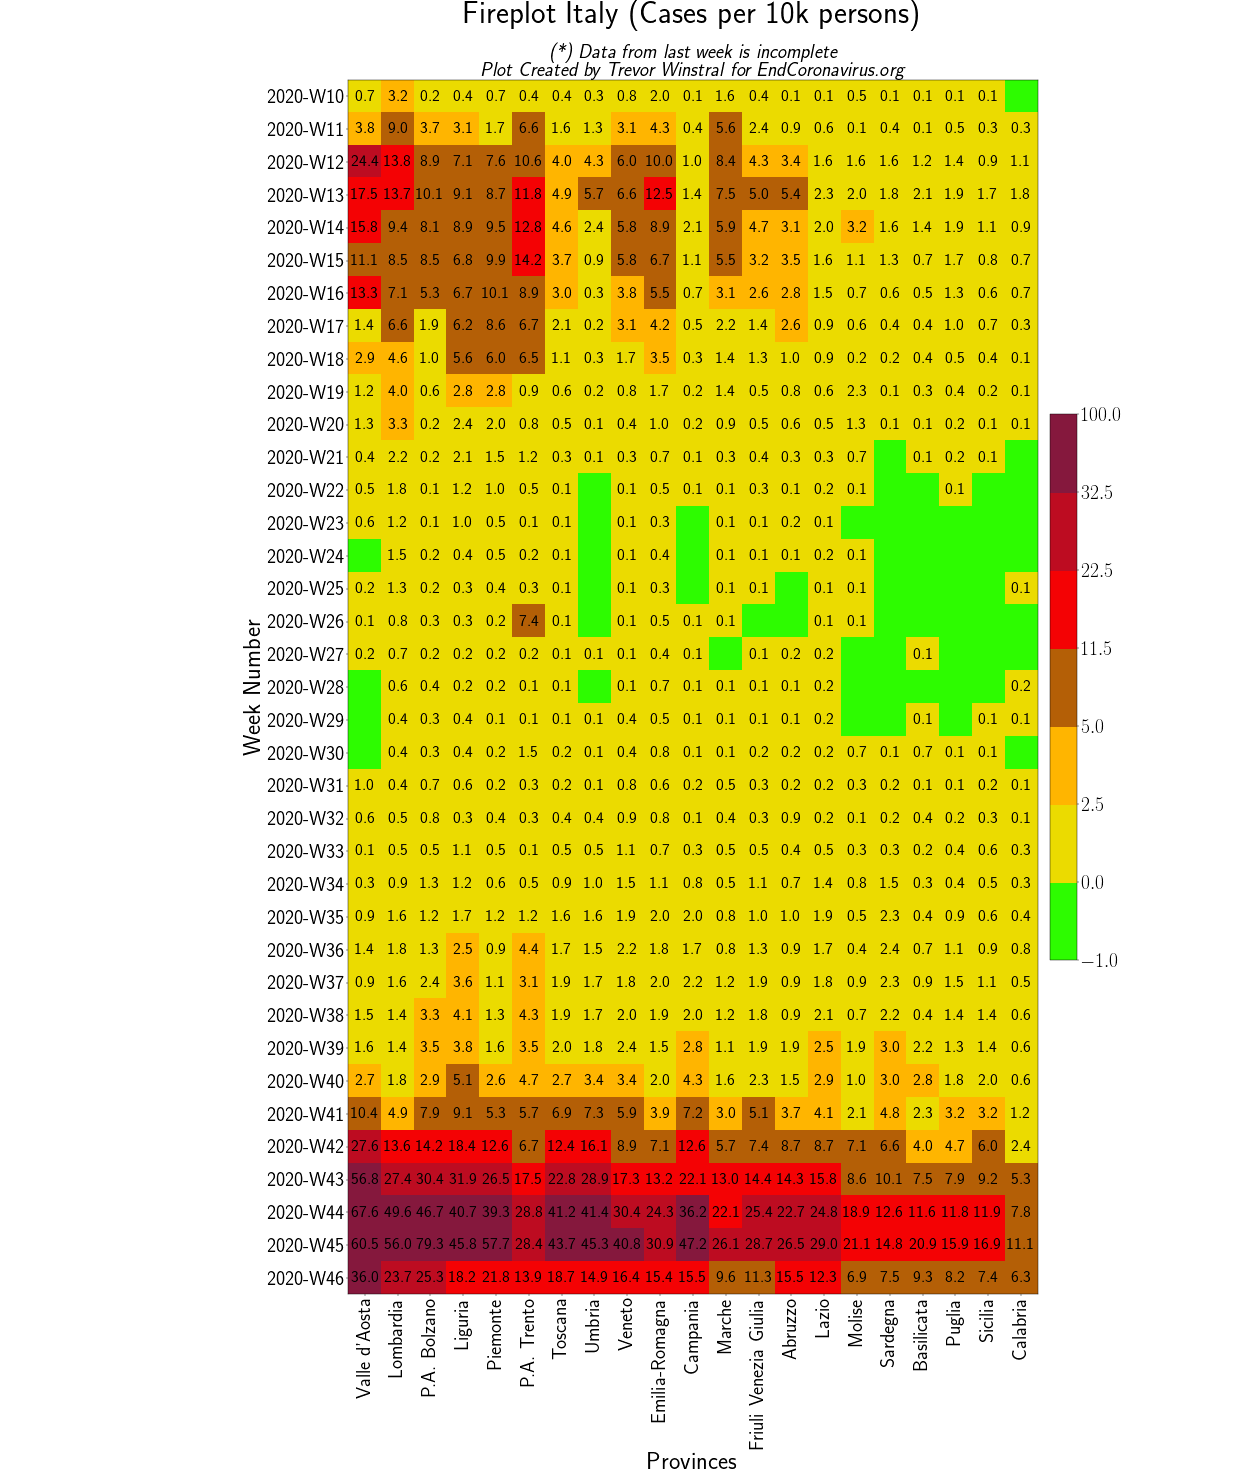 Fireplot Italy (Cases per 10k persons)
(*) Data from last week is incomplete
Plot Created by Trevor Winstral for EndCoronavirus.org
2020-W10 0.7 3.2 0.2 0.4 0.7 0.4 0.4 0.3 0.8 2.0 0.1 1.6 0.4 0.1 0.1 0.5 0.1 0.1 0.1 0.1
2020-W11 3.8 9.0 3.7 3.1 1.7 6.6 1.6 1.3 3.1 4.3 0.4 5.6 2.4 0.9 0.6 0.1 0.4 0.1 0.5 0.3 0.3
2020-W12 24.4 13.8 8.9 7.1 7.6 10.6 4.0 4.3 6.0 10.0 1.0 8.4 4.3 3.4 1.6 1.6 1.6 1.2 1.4 0.9 1.1
2020-W13 17.5 13.7 10.1 9.1 8.7 11.8 4.9 5.7 6.6 12.5 1.4 7.5 5.0 5.4 2.3 2.0 1.8 2.1 1.9 1.7 1.8
2020-W14 15.8 9.4 8.1 8.9 9.5 12.8 4.6 2.4 5.8 8.9 2.1 5.9 4.7 3.1 2.0 3.2 1.6 1.4 1.9 1.1 0.9
2020-W15 11.1 8.5 8.5 6.8 9.9 14.2 3.7 0.9 5.8 6.7 1.1 5.5 3.2 3.5 1.6 1.1 1.3 0.7 1.7 0.8 0.7
2020-W16 13.3 7.1 5.3 6.7 10.1 8.9 3.0 0.3 3.8 5.5 0.7 3.1 2.6 2.8 1.5 0.7 0.6 0.5 1.3 0.6 0.7
2020-W17 1.4 6.6 1.9 6.2 8.6 6.7 2.1 0.2 3.1 4.2 0.5 2.2 1.4 2.6 0.9 0.6 0.4 0.4 1.0 0.7 0.3
2020-W18 2.9 4.6 1.0 5.6 6.0 6.5 1.1 0.3 1.7 3.5 0.3 1.4 1.3 1.0 0.9 0.2 0.2 0.4 0.5 0.4 0.1
2020-W19 1.2 4.0 0.6 2.8 2.8 0.9 0.6 0.2 0.8 1.7 0.2 1.4 0.5 0.8 0.6 2.3 0.1 0.3 0.4 0.2 0.1
2020-W20 1.3 3.3 0.2 2.4 2.0 0.8 0.5 0.1 0.4 1.0 0.2 0.9 0.5 0.6 0.5 1.3 0.1 0.1 0.2 0.1 0.1
2020-W21 0.4 2.2 0.2 2.1 1.5 1.2 0.3 0.1 0.3 0.7 0.1 0.3 0.4 0.3 0.3 0.7 0.1 0.2 0.1
2020-W22 0.5 1.8 0.1 1.2 1.0 0.5 0.1 0.1 0.5 0.1 0.1 0.3 0.1 0.2 0.1 0.1
2020-W23 0.6 1.2 0.1 1.0 0.5 0.1 0.1 0.1 0.3 0.1 0.1 0.2 0.1
2020-W24 1.5 0.2 0.4 0.5 0.2 0.1 0.1 0.4 0.1 0.1 0.1 0.2 0.1
2020-W25 0.2 1.3 0.2 0.3 0.4 0.3 0.1 0.1 0.3 0.1 0.1 0.1 0.1 0.1
2020-W26 0.1 0.8 0.3 0.3 0.2 7.4 0.1 0.1 0.5 0.1 0.1 0.1 0.1
2020-W27 0.2 0.7 0.2 0.2 0.2 0.2 0.1 0.1 0.1 0.4 0.1 0.1 0.2 0.2 0.1
2020-W28 0.6 0.4 0.2 0.2 0.1 0.1 0.1 0.7 0.1 0.1 0.1 0.1 0.2 0.2
2020-W29 0.4 0.3 0.4 0.1 0.1 0.1 0.1 0.4 0.5 0.1 0.1 0.1 0.1 0.2 0.1 0.1 0.1
2020-W30 0.4 0.3 0.4 0.2 1.5 0.2 0.1 0.4 0.8 0.1 0.1 0.2 0.2 0.2 0.7 0.1 0.7 0.1 0.1
2020-W31 1.0 0.4 0.7 0.6 0.2 0.3 0.2 0.1 0.8 0.6 0.2 0.5 0.3 0.2 0.2 0.3 0.2 0.1 0.1 0.2 0.1
2020-W32 0.6 0.5 0.8 0.3 0.4 0.3 0.4 0.4 0.9 0.8 0.1 0.4 0.3 0.9 0.2 0.1 0.2 0.4 0.2 0.3 0.1
2020-W33 0.1 0.5 0.5 1.1 0.5 0.1 0.5 0.5 1.1 0.7 0.3 0.5 0.5 0.4 0.5 0.3 0.3 0.2 0.4 0.6 0.3
2020-W34 0.3 0.9 1.3 1.2 0.6 0.5 0.9 1.0 1.5 1.1 0.8 0.5 1.1 0.7 1.4 0.8 1.5 0.3 0.4 0.5 0.3
2020-W35 0.9 1.6 1.2 1.7 1.2 1.2 1.6 1.6 1.9 2.0 2.0 0.8 1.0 1.0 1.9 0.5 2.3 0.4 0.9 0.6 0.4
2020-W36 1.4 1.8 1.3 2.5 0.9 4.4 1.7 1.5 2.2 1.8 1.7 0.8 1.3 0.9 1.7 0.4 2.4 0.7 1.1 0.9 0.8
2020-W37 0.9 1.6 2.4 3.6 1.1 3.1 1.9 1.7 1.8 2.0 2.2 1.2 1.9 0.9 1.8 0.9 2.3 0.9 1.5 1.1 0.5
2020-W38 1.5 1.4 3.3 4.1 1.3 4.3 1.9 1.7 2.0 1.9 2.0 1.2 1.8 0.9 2.1 0.7 2.2 0.4 1.4 1.4 0.6
2020-W39 1.6 1.4 3.5 3.8 1.6 3.5 2.0 1.8 2.4 1.5 2.8 1.1 1.9 1.9 2.5 1.9 3.0 2.2 1.3 1.4 0.6
2020-W40 2.7 1.8 2.9 5.1 2.6 4.7 2.7 3.4 3.4 2.0 4.3 1.6 2.3 1.5 2.9 1.0 3.0 2.8 1.8 2.0 0.6
2020-W41 10.4 4.9 7.9 9.1 5.3 5.7 6.9 7.3 5.9 3.9 7.2 3.0 5.1 3.7 4.1 2.1 4.8 2.3 3.2 3.2 1.2
2020-W42 27.6 13.6 14.2 18.4 12.6 6.7 12.4 16.1 8.9 7.1 12.6 5.7 7.4 8.7 8.7 7.1 6.6 4.0 4.7 6.0 2.4
2020-W43 56.8 27.4 30.4 31.9 26.5 17.5 22.8 28.9 17.3 13.2 22.1 13.0 14.4 14.3 15.8 8.6 10.1 7.5 7.9 9.2 5.3
2020-W44 67.6 49.6 46.7 40.7 39.3 28.8 41.2 41.4 30.4 24.3 36.2 22.1 25.4 22.7 24.8 18.9 12.6 11.6 11.8 11.9 7.8
2020-W45 60.5 56.0 79.3 45.8 57.7 28.4 43.7 45.3 40.8 30.9 47.2 26.1 28.7 26.5 29.0 21.1 14.8 20.9 15.9 16.9 11.1
2020-W46 36.0 23.7 25.3 18.2 21.8 13.9 18.7 14.9 16.4 15.4 15.5 9.6 11.3 15.5 12.3 6.9 7.5 9.3 8.2 7.4 6.3
Week Number
Valle d'Aosta
Lombardia
P.A. Bolzano
Liguria
Piemonte
P.A. Trento
Toscana
Umbria
Veneto
Emilia-Romagna
Campania
Marche
Friuli Venezia Giulia
Abruzzo
Lazio
Molise
Sardegna
Basilicata
Puglia
Sicilia
Calabria
Provinces
100.0
32.5
22.5
11.5
5.0
2.5
0.0
−1.0